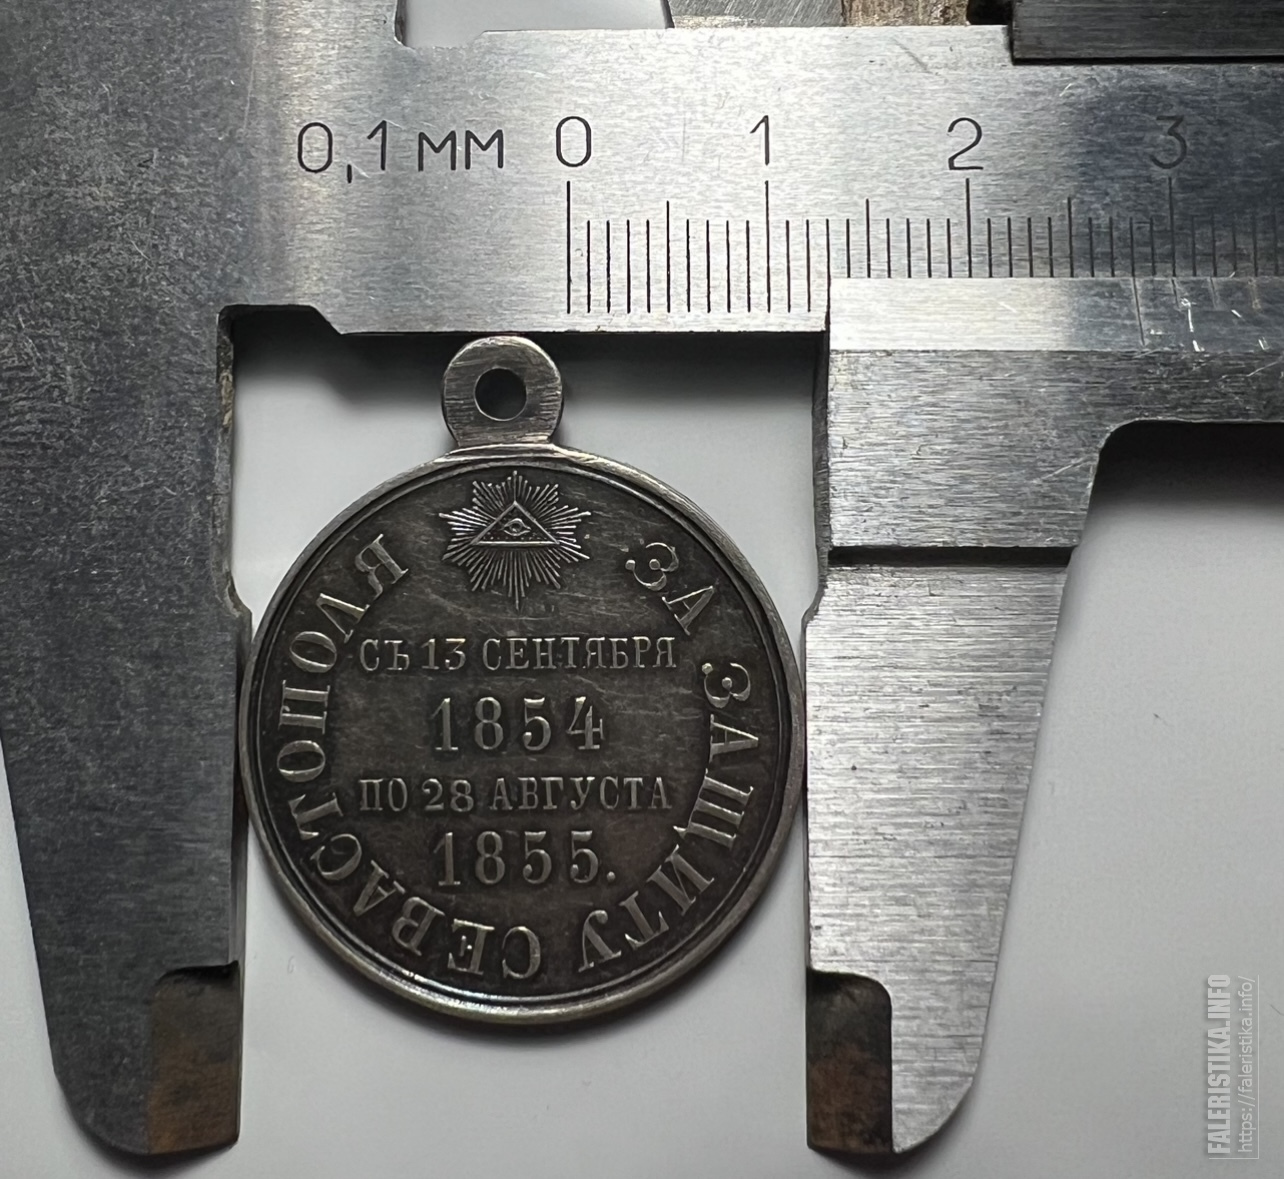 0,1 мм 0 1 2 3
ЗА ЗАЩИТУ СЕВАСТОПОЛЯ
СЪ 13 СЕНТЯБРЯ
1854
ПО 28 АВГУСТА
1855.
FALERISTIKA.INFO
https://faleristika.info/